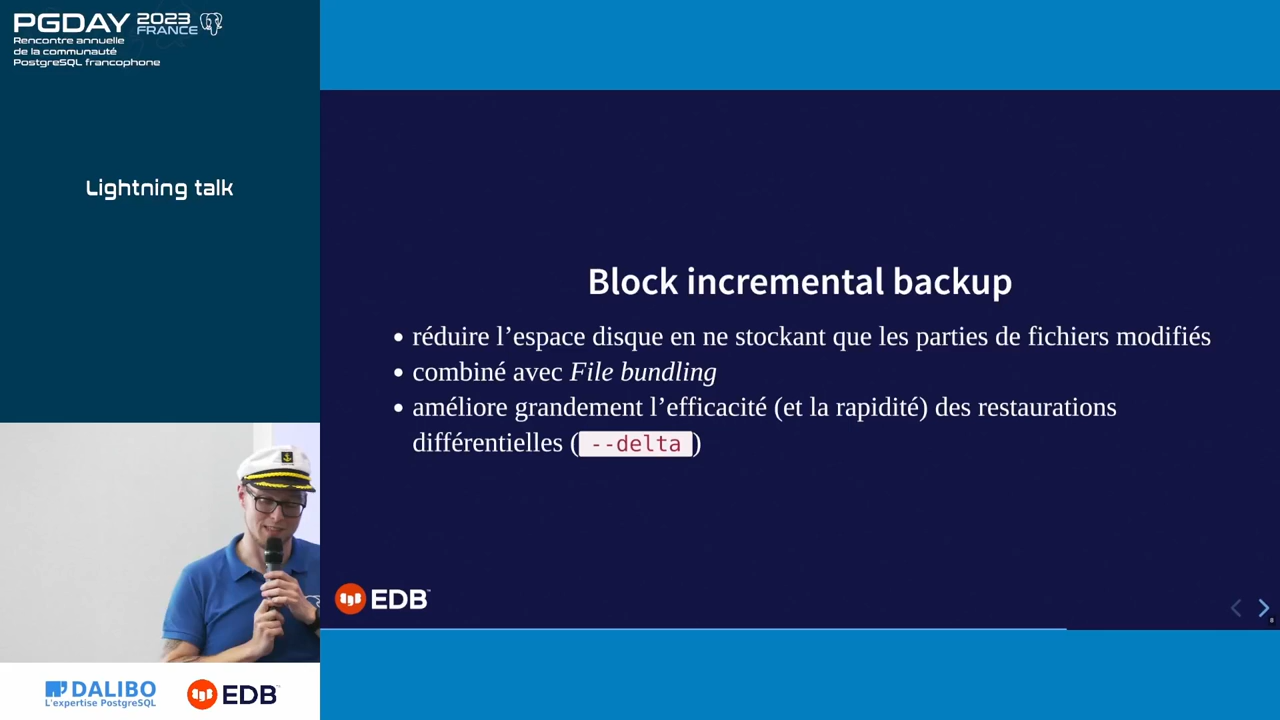 PGDAY 2023
FRANCE
Rencontre annuelle
de la communauté
PostgreSQL francophone
Lightning talk
Block incremental backup
• réduire l’espace disque en ne stockant que les parties de fichiers modifiés
• combiné avec File bundling
• améliore grandement l’efficacité (et la rapidité) des restaurations
différentielles ( --delta )
EDB
8
DALIBO
L'expertise PostgreSQL
EDB